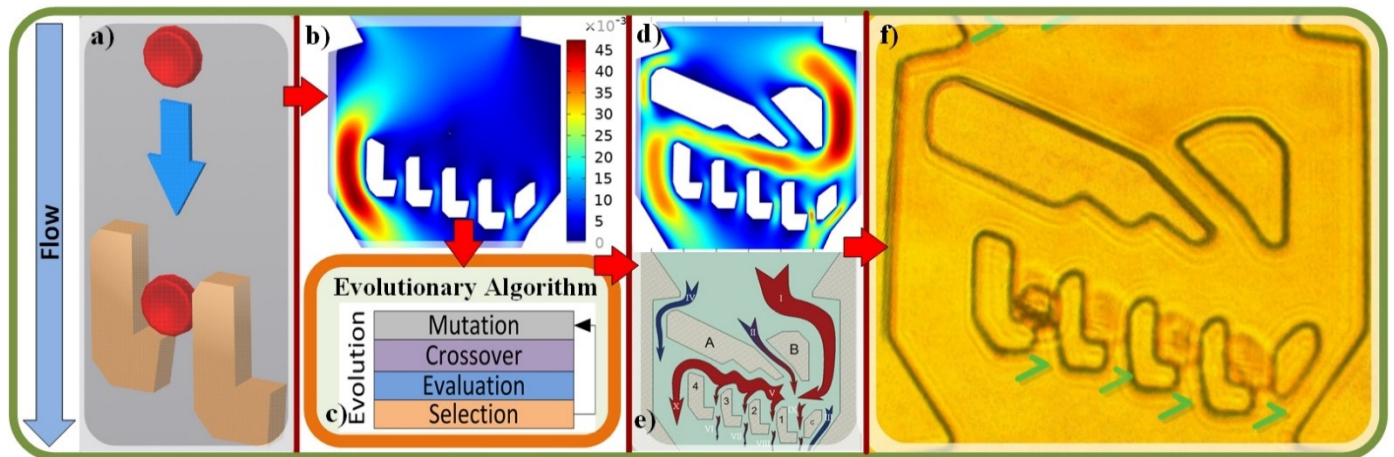 Flow
a)
b)
×10⁻³
45
40
35
30
25
20
15
10
5
0
Evolutionary Algorithm
Evolution
Mutation
Crossover
Evaluation
Selection
c)
d)
e)
IV
I
II
A
B
4
3
2
1
c
V
X
VI
VII
VIII
f)